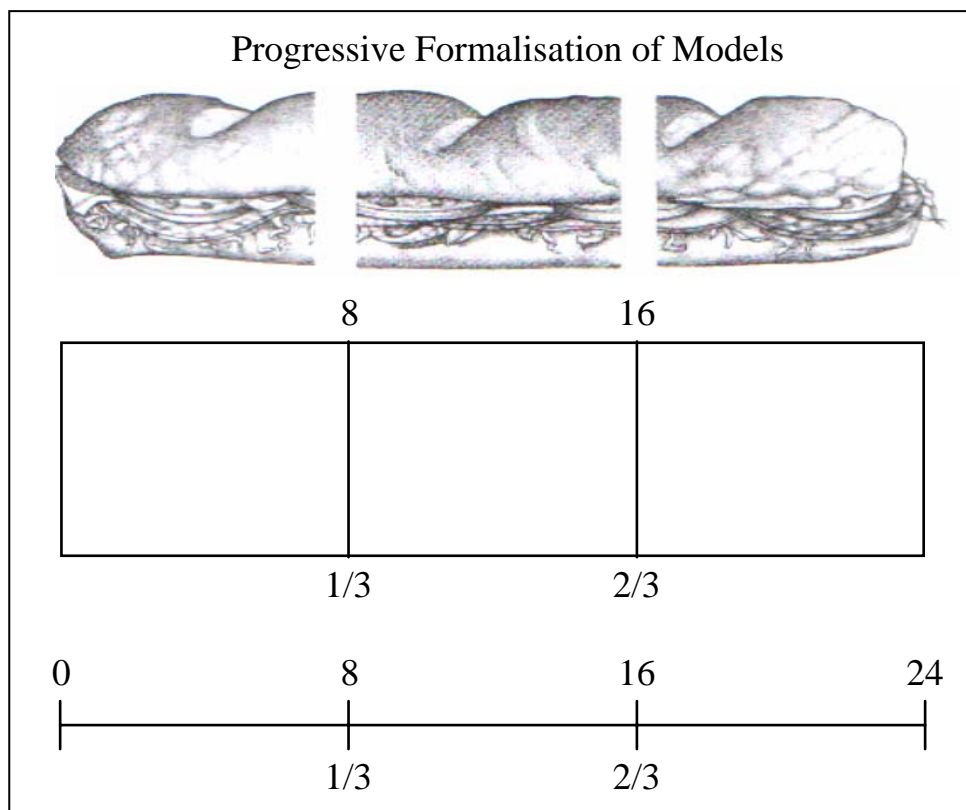 Progressive Formalisation of Models
8 16
1/3 2/3
0 8 16 24
1/3 2/3